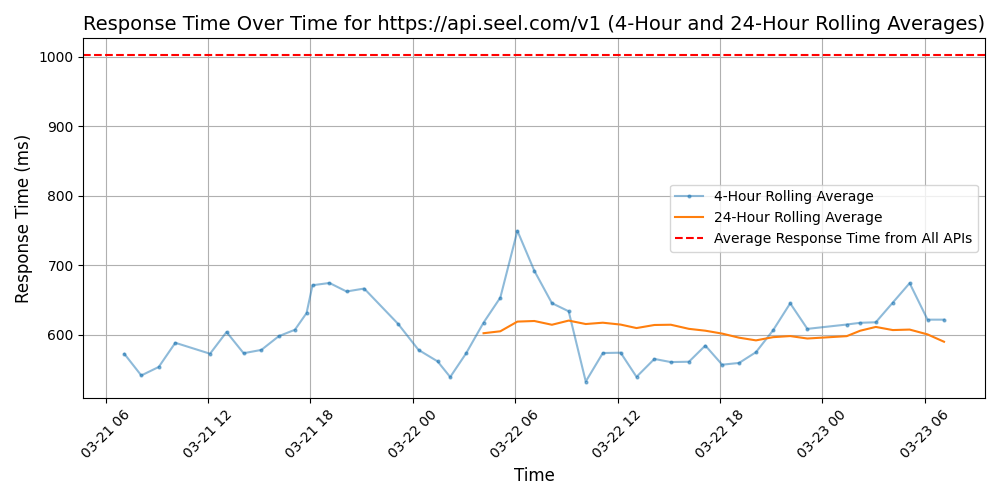 Response Time Over Time for https://api.seel.com/v1 (4-Hour and 24-Hour Rolling Averages)
Response Time (ms)
1000
900
800
700
600
4-Hour Rolling Average
24-Hour Rolling Average
Average Response Time from All APIs
03-21 06
03-21 12
03-21 18
03-22 00
03-22 06
03-22 12
03-22 18
03-23 00
03-23 06
Time